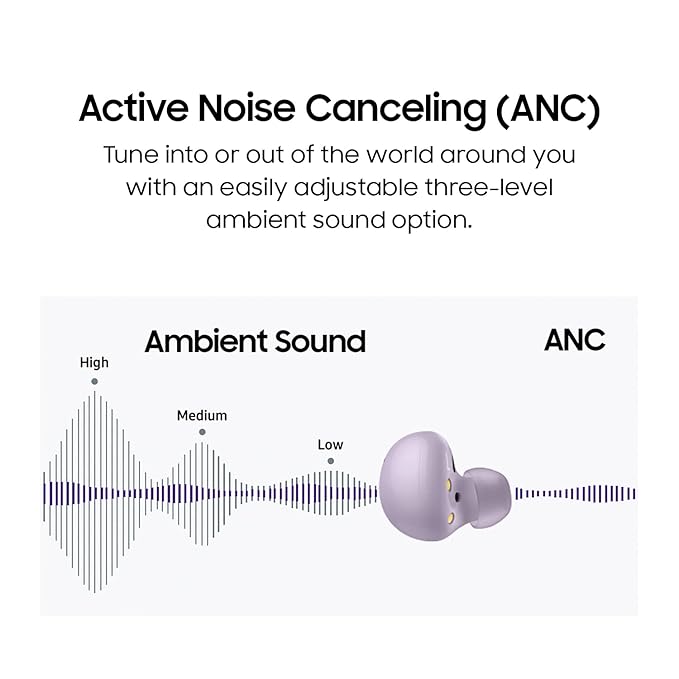 Active Noise Canceling (ANC)
Tune into or out of the world around you
with an easily adjustable three-level
ambient sound option.
Ambient Sound
ANC
High
Medium
Low